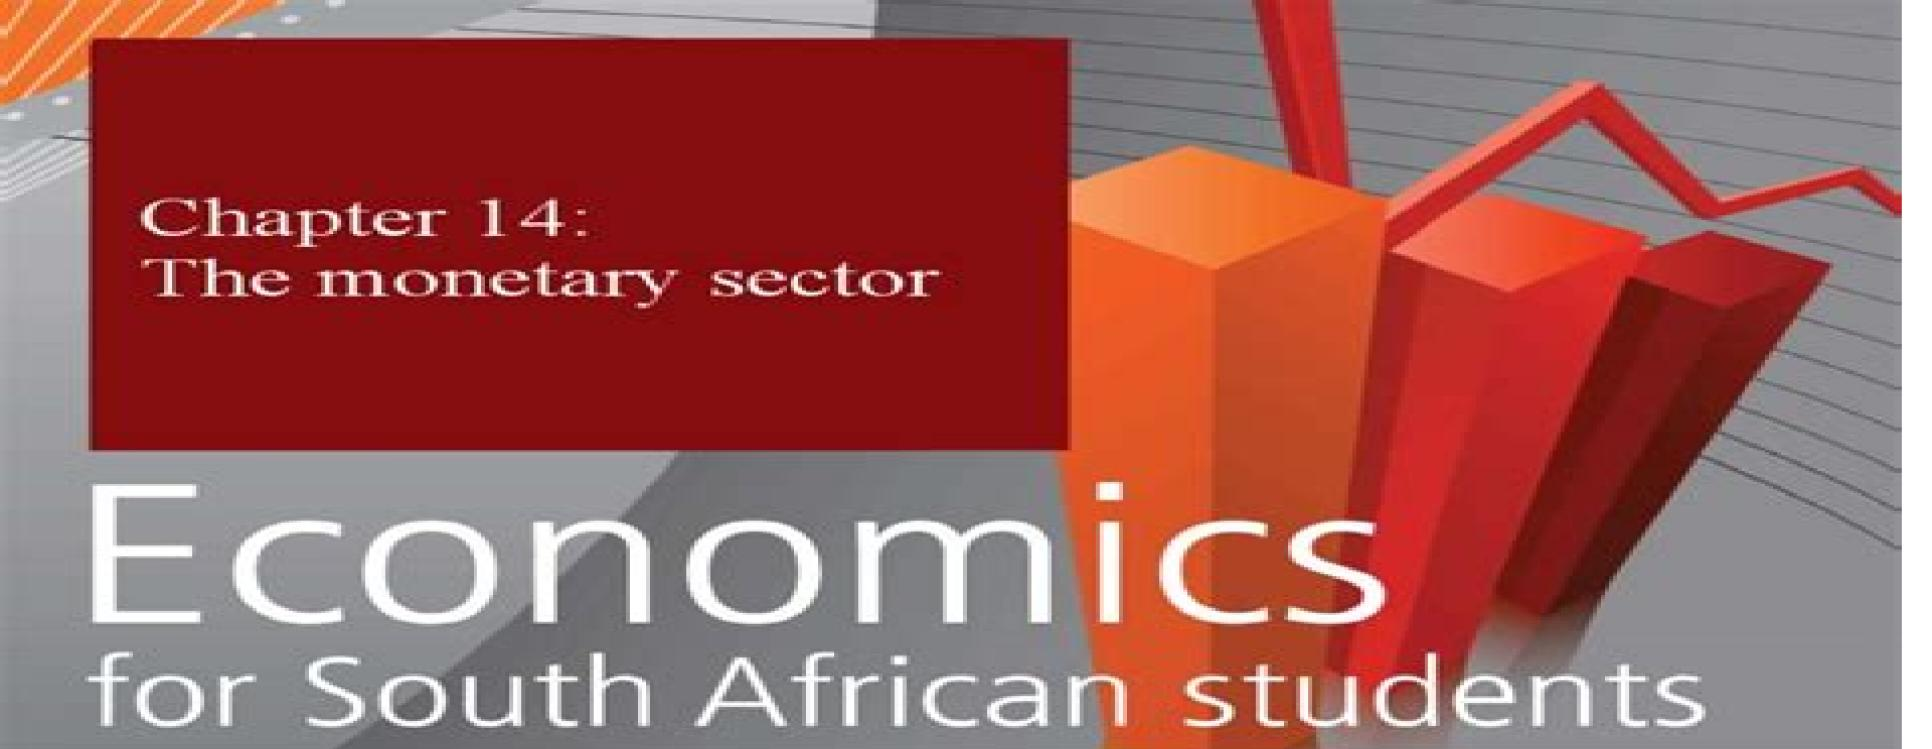 Chapter 14:
The monetary sector
Economics
for South African students